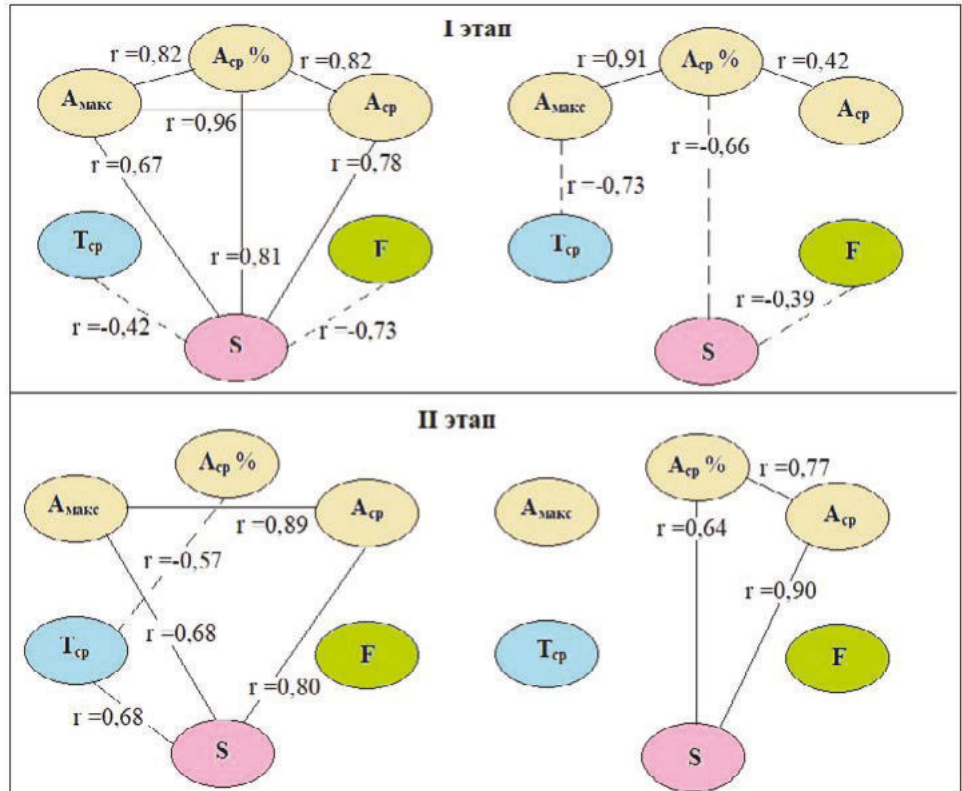 I этап
r =0,82
Aср %
r =0,82
Aмакс
r =0,96
Aср
r =0,67
r =0,78
Tср
r =0,81
F
r =-0,42
r =-0,73
S
r =0,91
Aср %
r =0,42
Aмакс
Aср
r=-0,66
r =-0,73
Tср
F
r =-0,39
S
II этап
Aср %
Aмакс
r =0,89
Aср
r =-0,57
r =0,68
Tср
F
r =0,68
r =0,80
S
Aср %
r =0,77
Aмакс
Aср
r =0,64
r =0,90
Tср
F
S